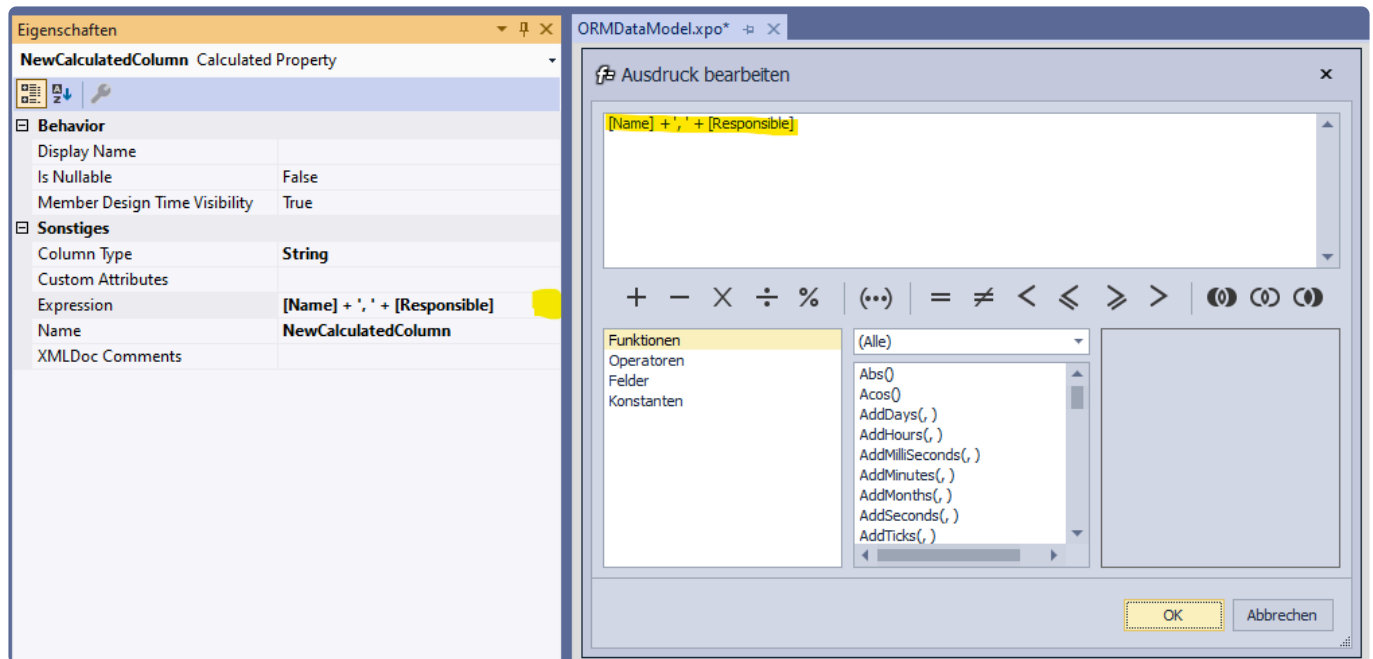 Eigenschaften
NewCalculatedColumn Calculated Property
Behavior
Display Name
Is Nullable False
Member Design Time Visibility True
Sonstiges
Column Type String
Custom Attributes
Expression [Name] + ', ' + [Responsible]
Name NewCalculatedColumn
XMLDoc Comments
ORMDataModel.xpo*
Ausdruck bearbeiten
[Name] + ', ' + [Responsible]
+ − × ÷ % (···) = ≠ < ⩽ ⩾ >
Funktionen
Operatoren
Felder
Konstanten
(Alle)
Abs()
Acos()
AddDays(, )
AddHours(, )
AddMilliSeconds(, )
AddMinutes(, )
AddMonths(, )
AddSeconds(, )
AddTicks(, )
OK Abbrechen